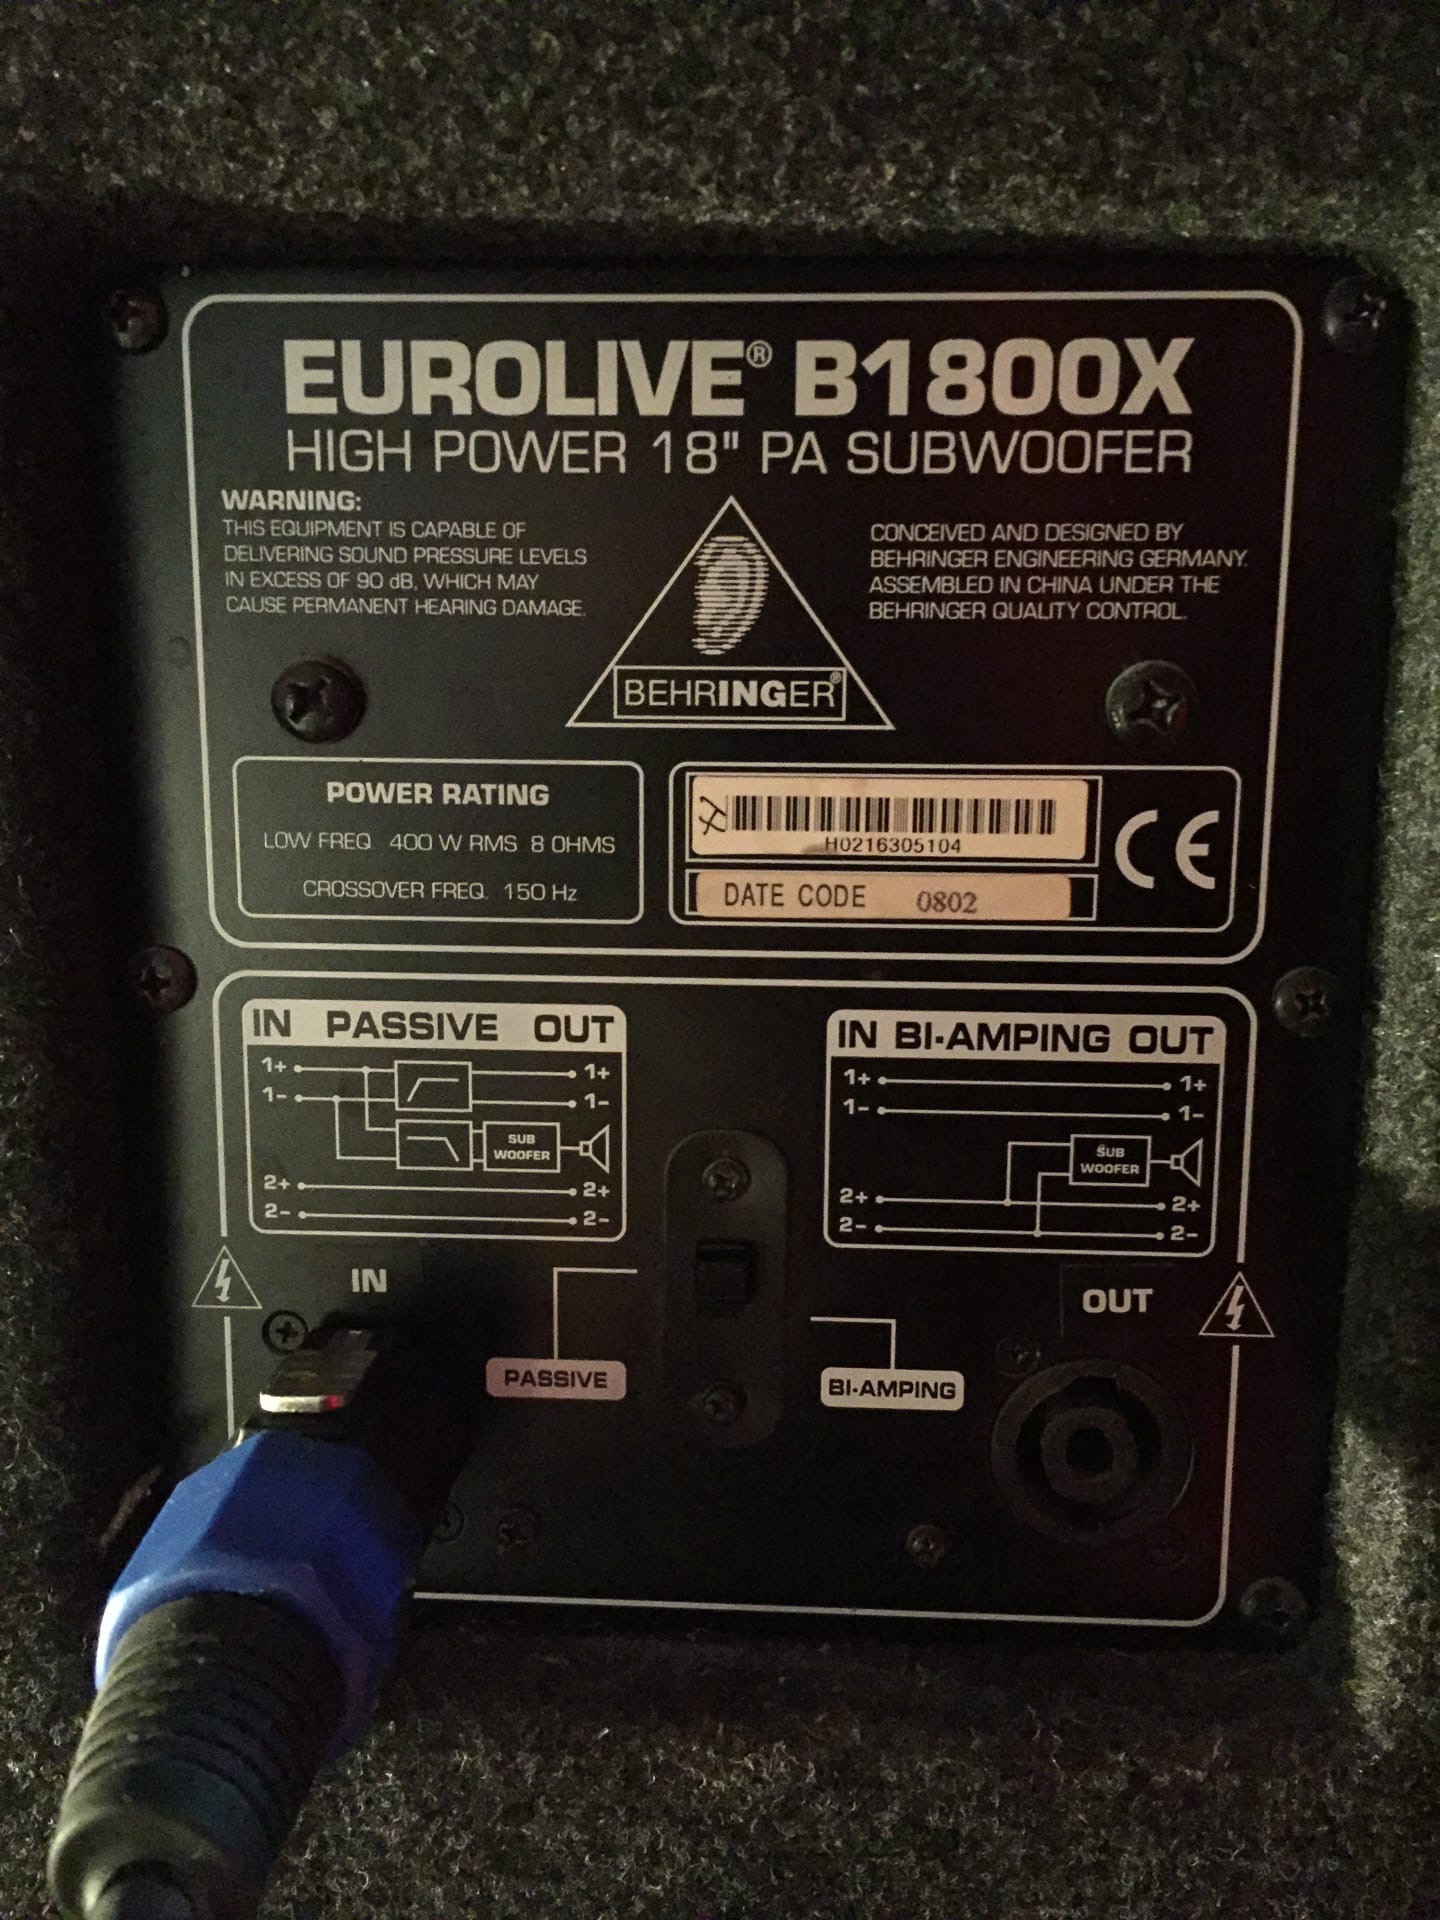 EUROLIVE® B1800X
HIGH POWER 18" PA SUBWOOFER
WARNING:
THIS EQUIPMENT IS CAPABLE OF
DELIVERING SOUND PRESSURE LEVELS
IN EXCESS OF 90 dB, WHICH MAY
CAUSE PERMANENT HEARING DAMAGE.
CONCEIVED AND DESIGNED BY
BEHRINGER ENGINEERING GERMANY.
ASSEMBLED IN CHINA UNDER THE
BEHRINGER QUALITY CONTROL.
BEHRINGER®
POWER RATING
LOW FREQ. 400 W RMS 8 OHMS
CROSSOVER FREQ. 150 Hz
H0216305104
DATE CODE 0802
CE
IN PASSIVE OUT
1+ 1+
1- 1-
SUB
WOOFER
2+ 2+
2- 2-
IN BI-AMPING OUT
1+ 1+
1- 1-
SUB
WOOFER
2+ 2+
2- 2-
IN
OUT
PASSIVE
BI-AMPING